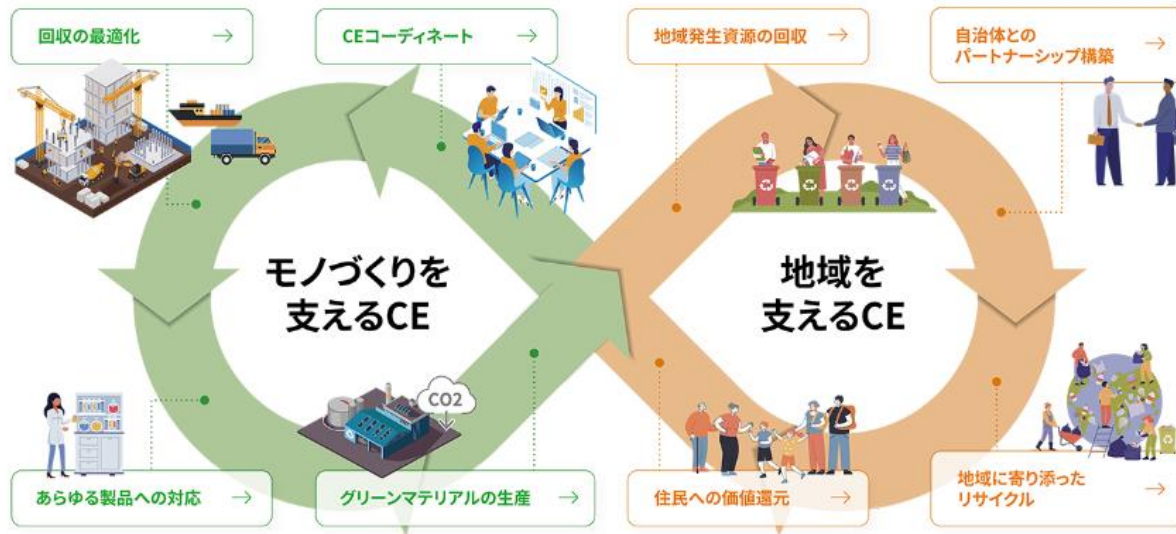 回収の最適化 →
CEコーディネート →
地域発生資源の回収 →
自治体との
パートナーシップ構築 →
モノづくりを
支えるCE
地域を
支えるCE
CO2
あらゆる製品への対応 →
グリーンマテリアルの生産 →
住民への価値還元 →
地域に寄り添った
リサイクル →